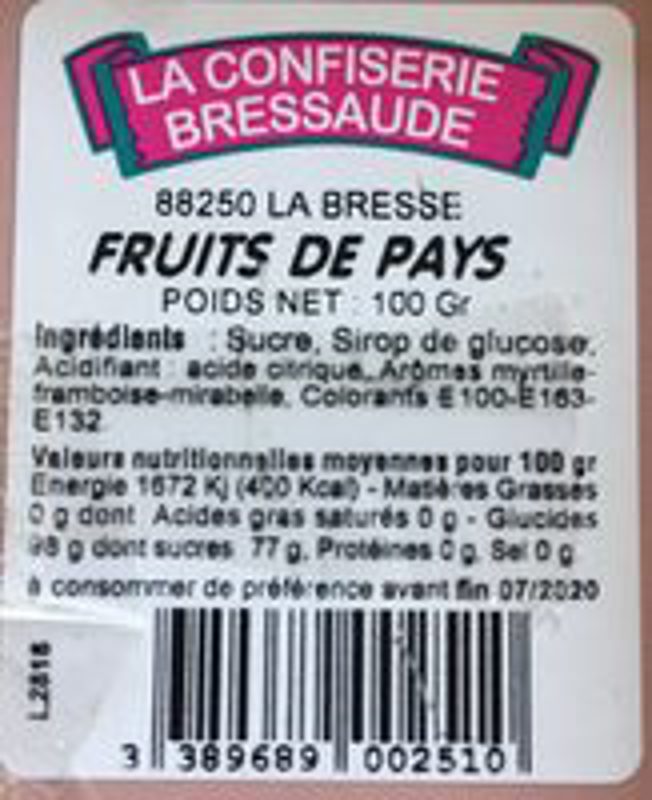 LA CONFISERIE
BRESSAUDE
88250 LA BRESSE
FRUITS DE PAYS
POIDS NET : 100 Gr
Ingrédients : Sucre, Sirop de glucose,
Acidifiant : acide citrique, Arômes myrtille-
framboise-mirabelle, Colorants E100-E163-
E132
Valeurs nutritionnelles moyennes pour 100 gr
Energie 1672 Kj (400 Kcal) - Matières Grasses
0 g dont Acides gras saturés 0 g - Glucides
98 g dont sucres 77 g, Protéines 0 g, Sel 0 g
à consommer de préférence avant fin 07/2020
L2818
3 389689 002510